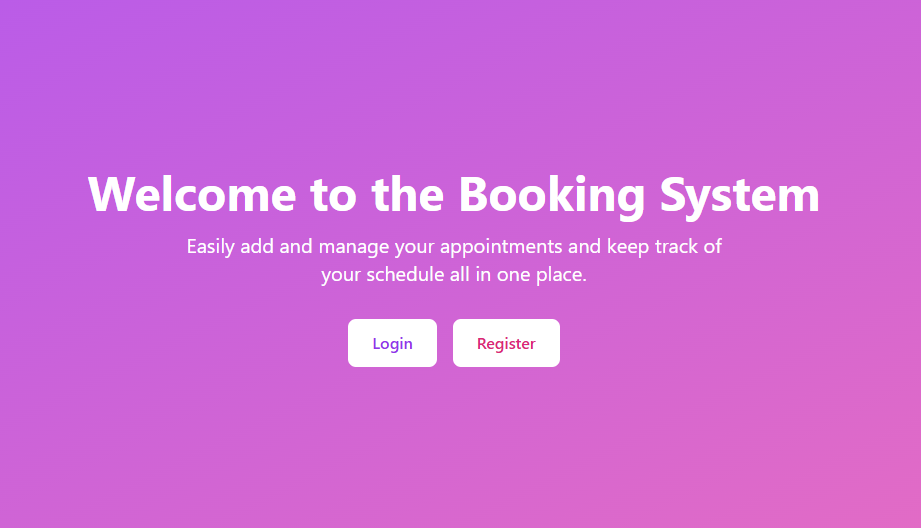 Welcome to the Booking System
Easily add and manage your appointments and keep track of
your schedule all in one place.
Login
Register